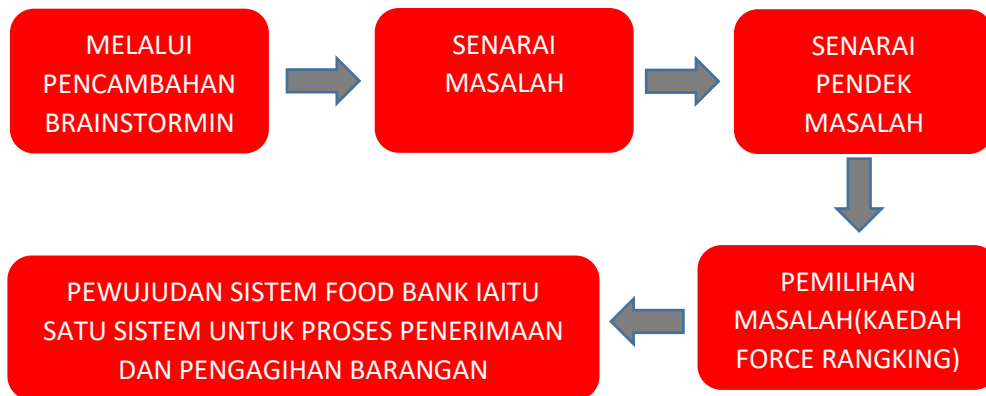 MELALUI
PENCAMBAHAN
BRAINSTORMIN
SENARAI
MASALAH
SENARAI
PENDEK
MASALAH
PEMILIHAN
MASALAH(KAEDAH
FORCE RANGKING)
PEWUJUDAN SISTEM FOOD BANK IAITU
SATU SISTEM UNTUK PROSES PENERIMAAN
DAN PENGAGIHAN BARANGAN